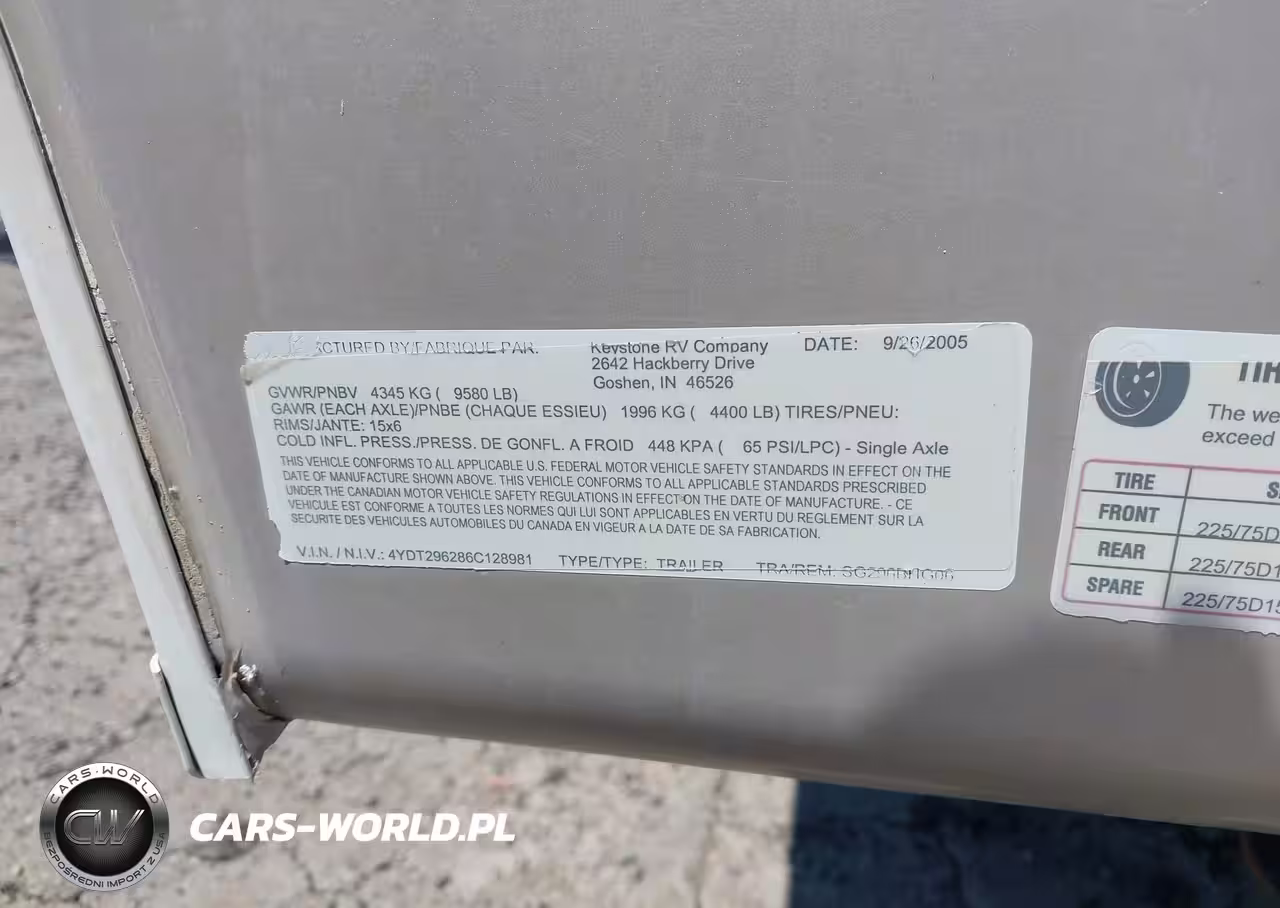 ACTURED BY/FABRIQUE PAR: Keystone RV Company DATE: 9/26/2005
2642 Hackberry Drive
Goshen, IN 46526
GVWR/PNBV 4345 KG ( 9580 LB)
GAWR (EACH AXLE)/PNBE (CHAQUE ESSIEU) 1996 KG ( 4400 LB) TIRES/PNEU:
RIMS/JANTE: 15x6
COLD INFL. PRESS./PRESS. DE GONFL. A FROID 448 KPA ( 65 PSI/LPC) - Single Axle
THIS VEHICLE CONFORMS TO ALL APPLICABLE U.S. FEDERAL MOTOR VEHICLE SAFETY STANDARDS IN EFFECT ON THE
DATE OF MANUFACTURE SHOWN ABOVE. THIS VEHICLE CONFORMS TO ALL APPLICABLE STANDARDS PRESCRIBED
UNDER THE CANADIAN MOTOR VEHICLE SAFETY REGULATIONS IN EFFECT ON THE DATE OF MANUFACTURE. - CE
VEHICULE EST CONFORME A TOUTES LES NORMES QUI LUI SONT APPLICABLES EN VERTU DU REGLEMENT SUR LA
SECURITE DES VEHICULES AUTOMOBILES DU CANADA EN VIGEUR A LA DATE DE SA FABRICATION.
V.I.N. / N.I.V.: 4YDT296286C128981 TYPE/TYPE: TRAILER TRA/REM:
TIR
The we
exceed
TIRE S
FRONT 225/75D
REAR 225/75D1
SPARE 225/75D15
CARS-WORLD
CW
BEZPOŚREDNI IMPORT Z USA
CARS-WORLD.PL